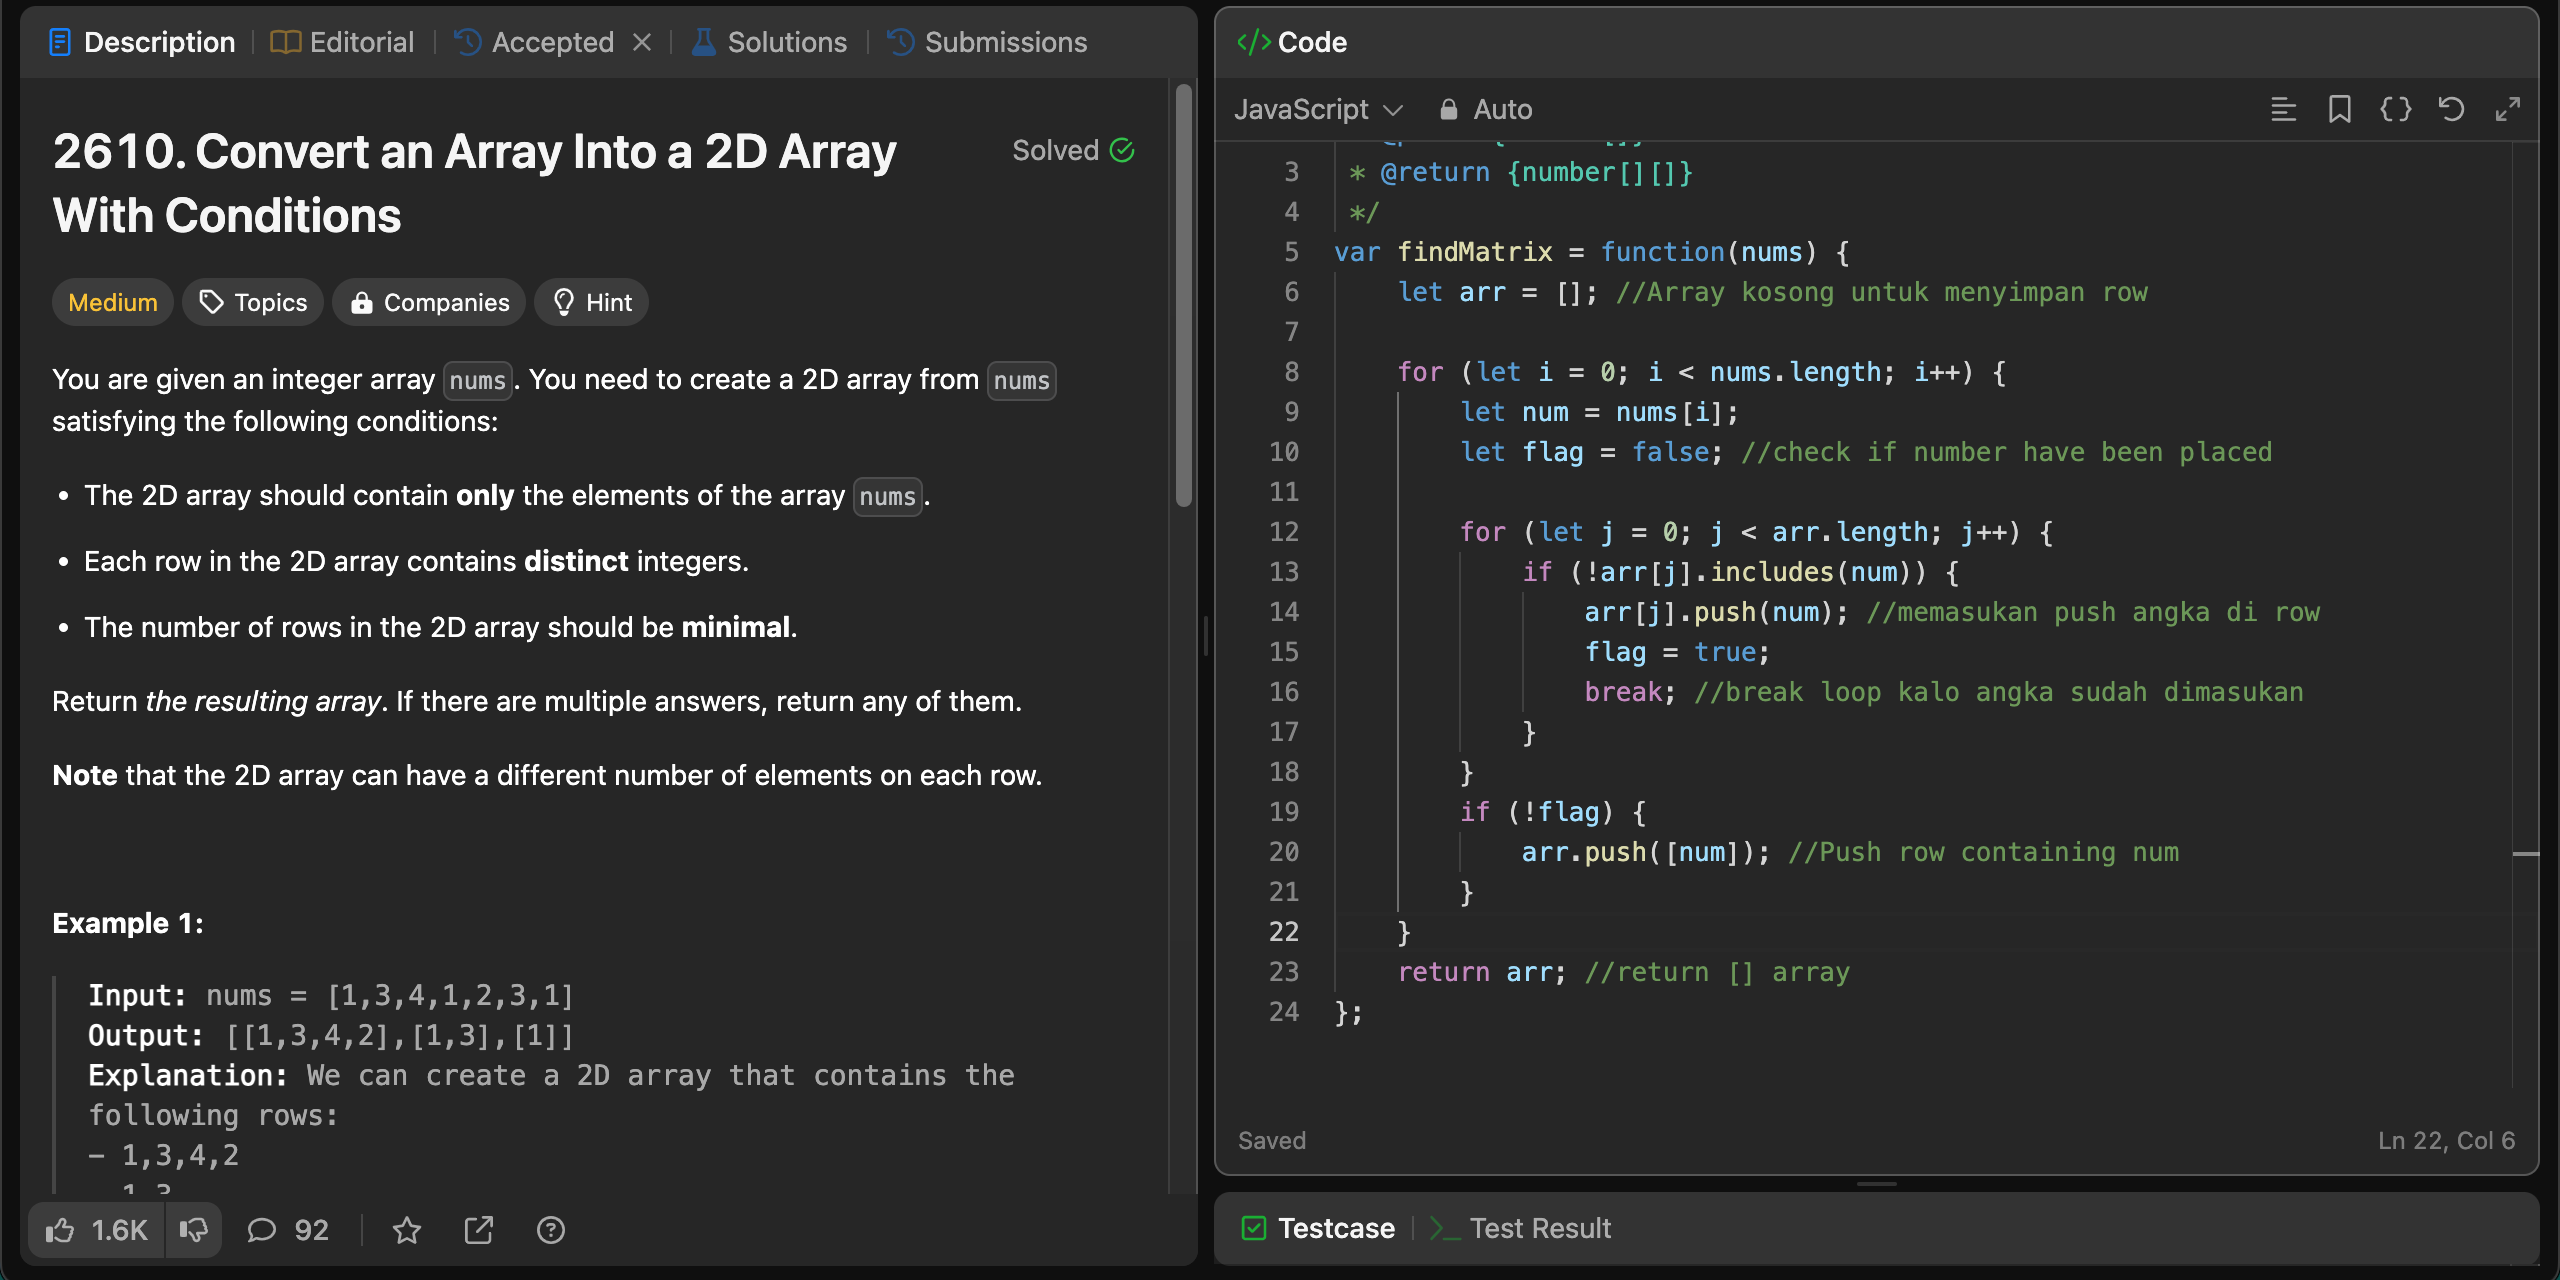 Description | Editorial | Accepted × | Solutions | Submissions
2610. Convert an Array Into a 2D Array
With Conditions
Solved
Medium
Topics
Companies
Hint
You are given an integer array nums. You need to create a 2D array from nums
satisfying the following conditions:
• The 2D array should contain only the elements of the array nums.
• Each row in the 2D array contains distinct integers.
• The number of rows in the 2D array should be minimal.
Return the resulting array. If there are multiple answers, return any of them.
Note that the 2D array can have a different number of elements on each row.
Example 1:
Input: nums = [1,3,4,1,2,3,1]
Output: [[1,3,4,2],[1,3],[1]]
Explanation: We can create a 2D array that contains the
following rows:
- 1,3,4,2
- 1,3
1.6K
92
</> Code
JavaScript
Auto
3 * @return {number[][]}
4 */
5 var findMatrix = function(nums) {
6 let arr = []; //Array kosong untuk menyimpan row
7
8 for (let i = 0; i < nums.length; i++) {
9 let num = nums[i];
10 let flag = false; //check if number have been placed
11
12 for (let j = 0; j < arr.length; j++) {
13 if (!arr[j].includes(num)) {
14 arr[j].push(num); //memasukan push angka di row
15 flag = true;
16 break; //break loop kalo angka sudah dimasukan
17 }
18 }
19 if (!flag) {
20 arr.push([num]); //Push row containing num
21 }
22 }
23 return arr; //return [] array
24 };
Saved
Ln 22, Col 6
Testcase | >_ Test Result